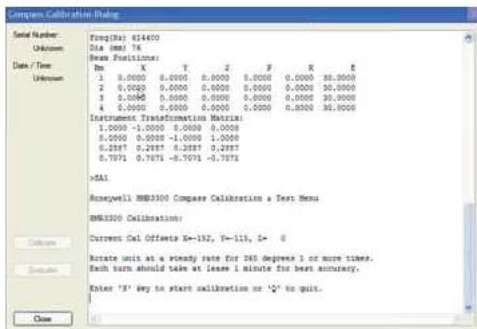 Compass Calibration Dialog
Serial Number:
Unknown
Date / Time:
Unknown
Freq(Hz) 614400
Dia (mm) 76
Beam Positions:
Bm X Y Z P R E
1 0.0000 0.0000 0.0000 0.0000 0.0000 30.0000
2 0.0000 0.0000 0.0000 0.0000 0.0000 30.0000
3 0.0000 0.0000 0.0000 0.0000 0.0000 30.0000
4 0.0000 0.0000 0.0000 0.0000 0.0000 30.0000
Instrument Transformation Matrix:
1.0000 -1.0000 0.0000 0.0000
0.0000 0.0000 -1.0000 1.0000
0.2887 0.2887 0.2887 0.2887
0.7071 0.7071 -0.7071 -0.7071
Honeywell HMR3300 Compass Calibration & Test Menu
HMR3300 Calibration:
Current Cal Offsets X=-152, Y=-115, Z= 0
Rotate unit at a steady rate for 360 degrees 1 or more times.
Each turn should take at lease 1 minute for best accuracy.
Enter 'S' key to start calibration or 'Q' to quit.
Calibrate
Evaluate
Close